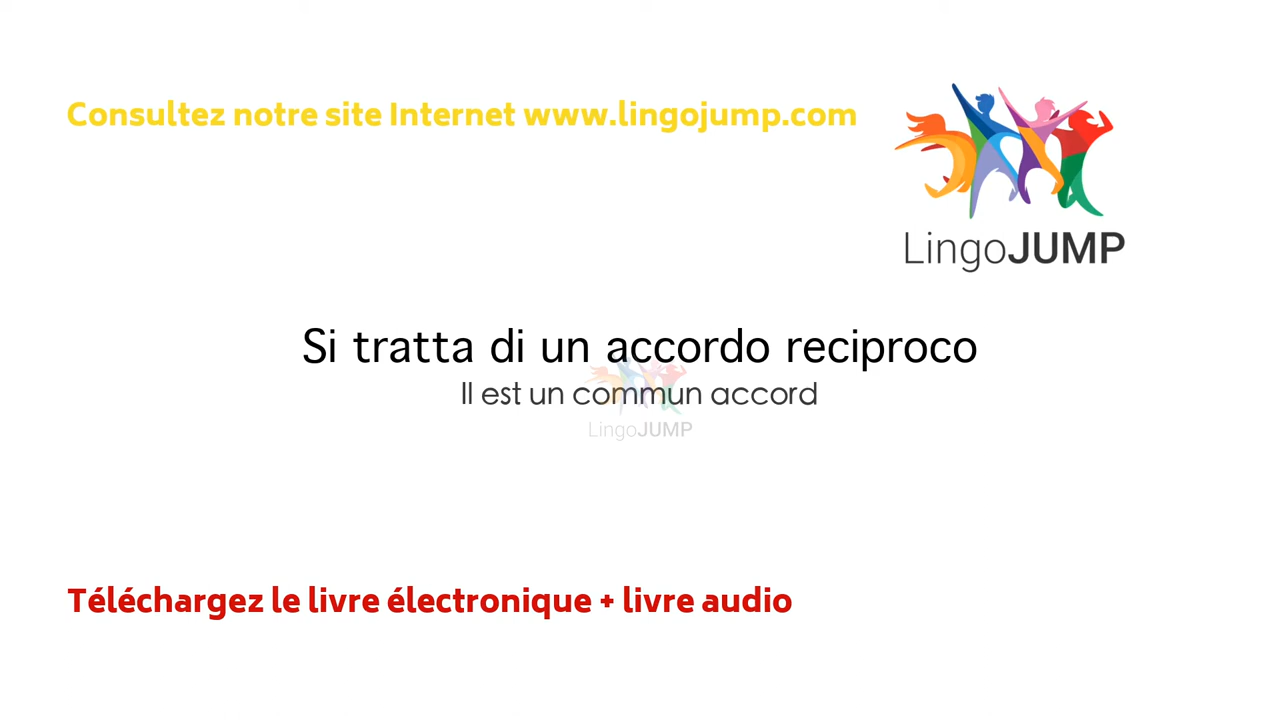 Consultez notre site Internet www.lingojump.com
LingoJUMP
Si tratta di un accordo reciproco
Il est un commun accord
LingoJUMP
Téléchargez le livre électronique + livre audio